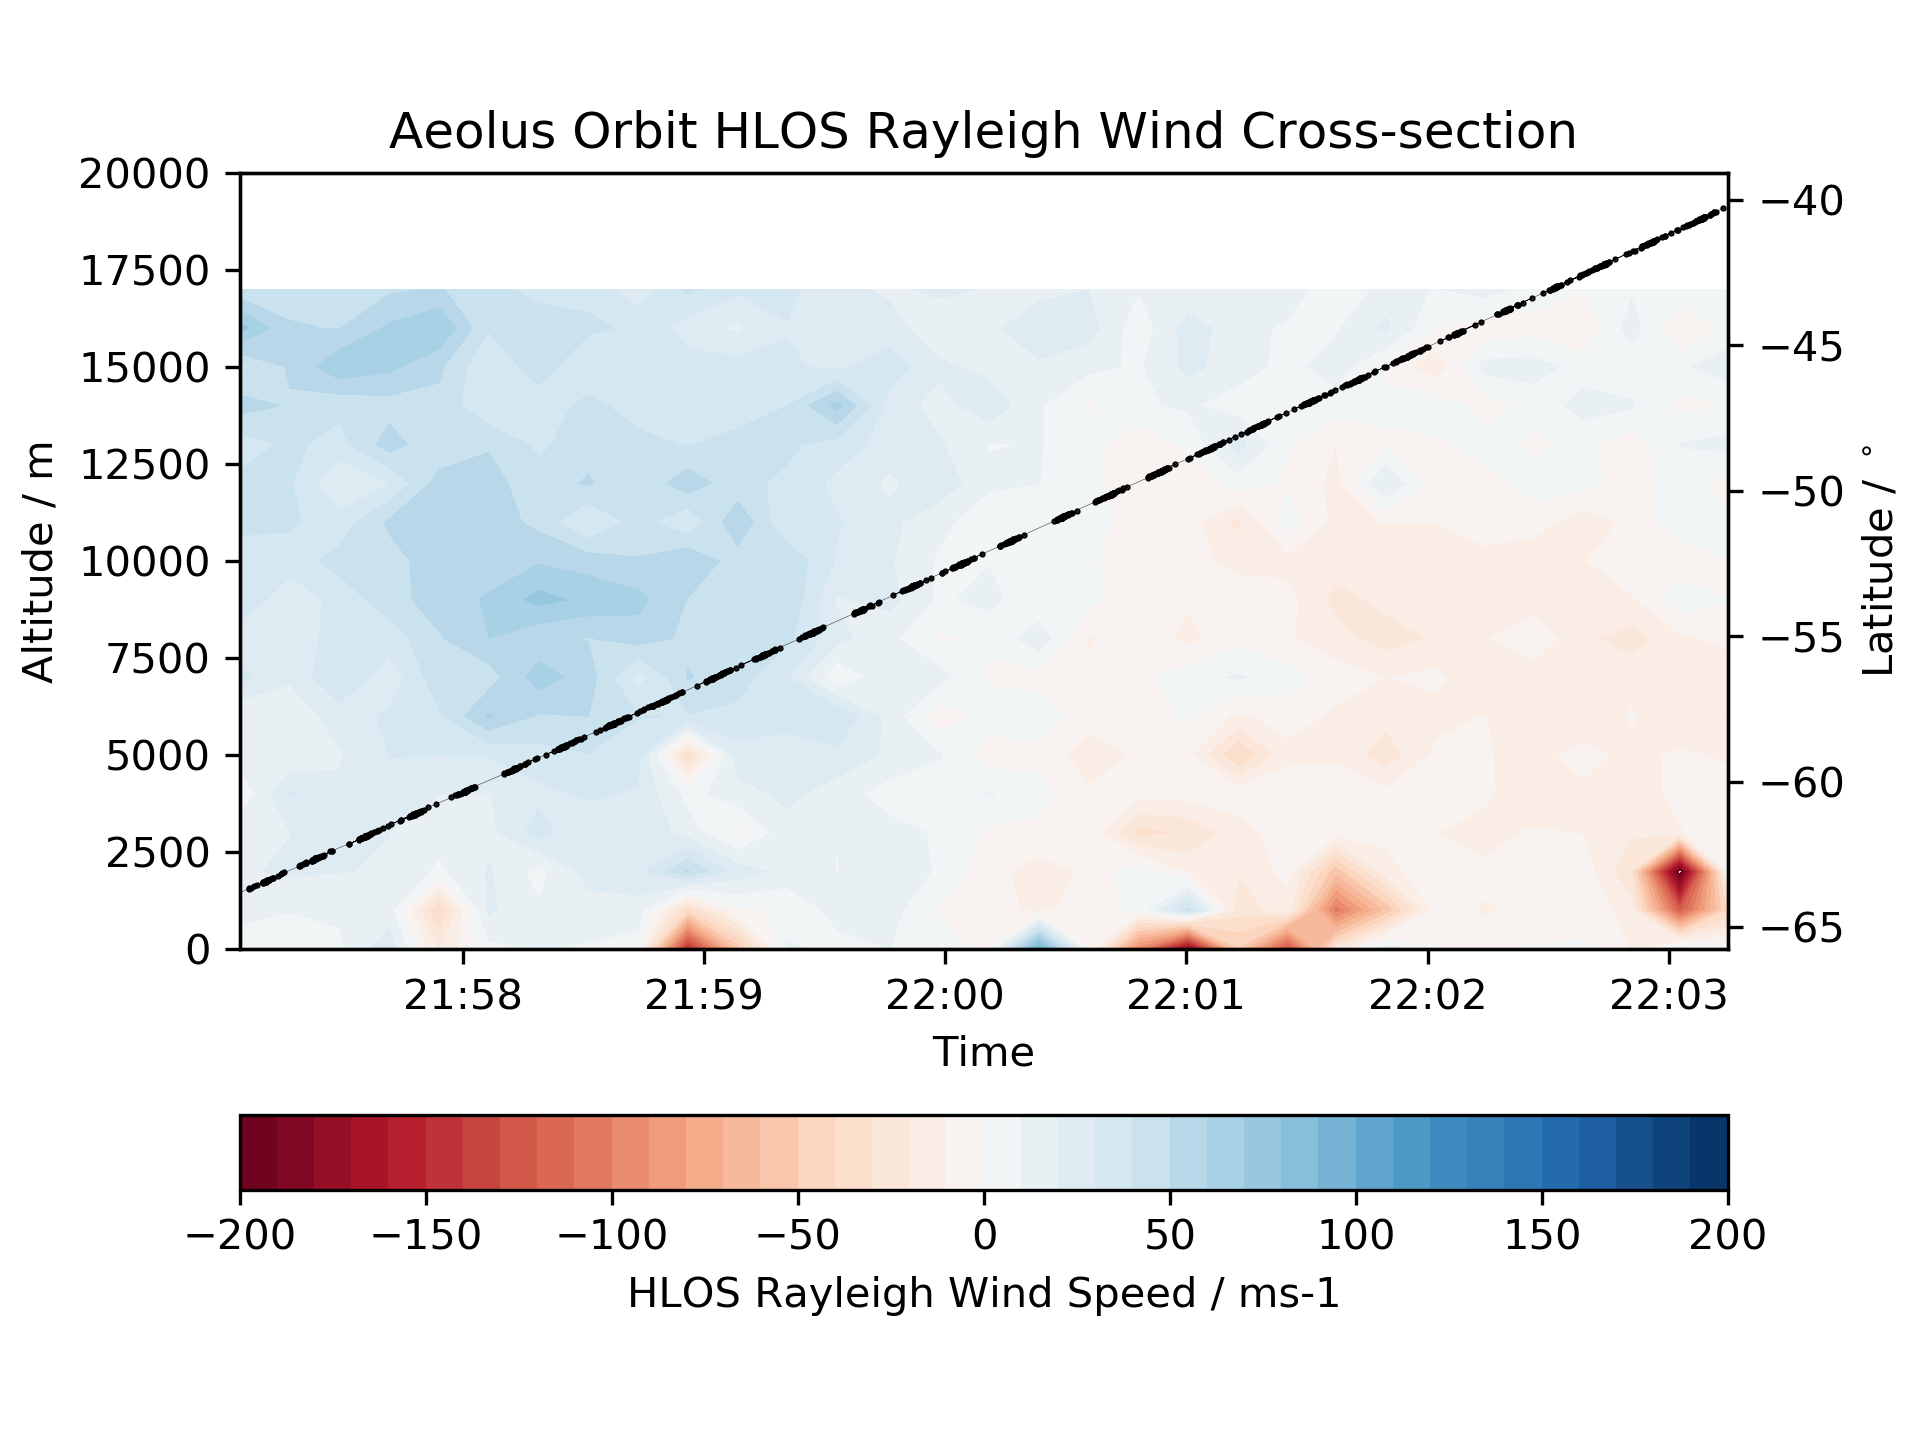 Aeolus Orbit HLOS Rayleigh Wind Cross-section
20000
17500
15000
12500
10000
7500
5000
2500
0
Altitude / m
−40
−45
−50
−55
−60
−65
Latitude / °
21:58 21:59 22:00 22:01 22:02 22:03
Time
−200 −150 −100 −50 0 50 100 150 200
HLOS Rayleigh Wind Speed / ms-1